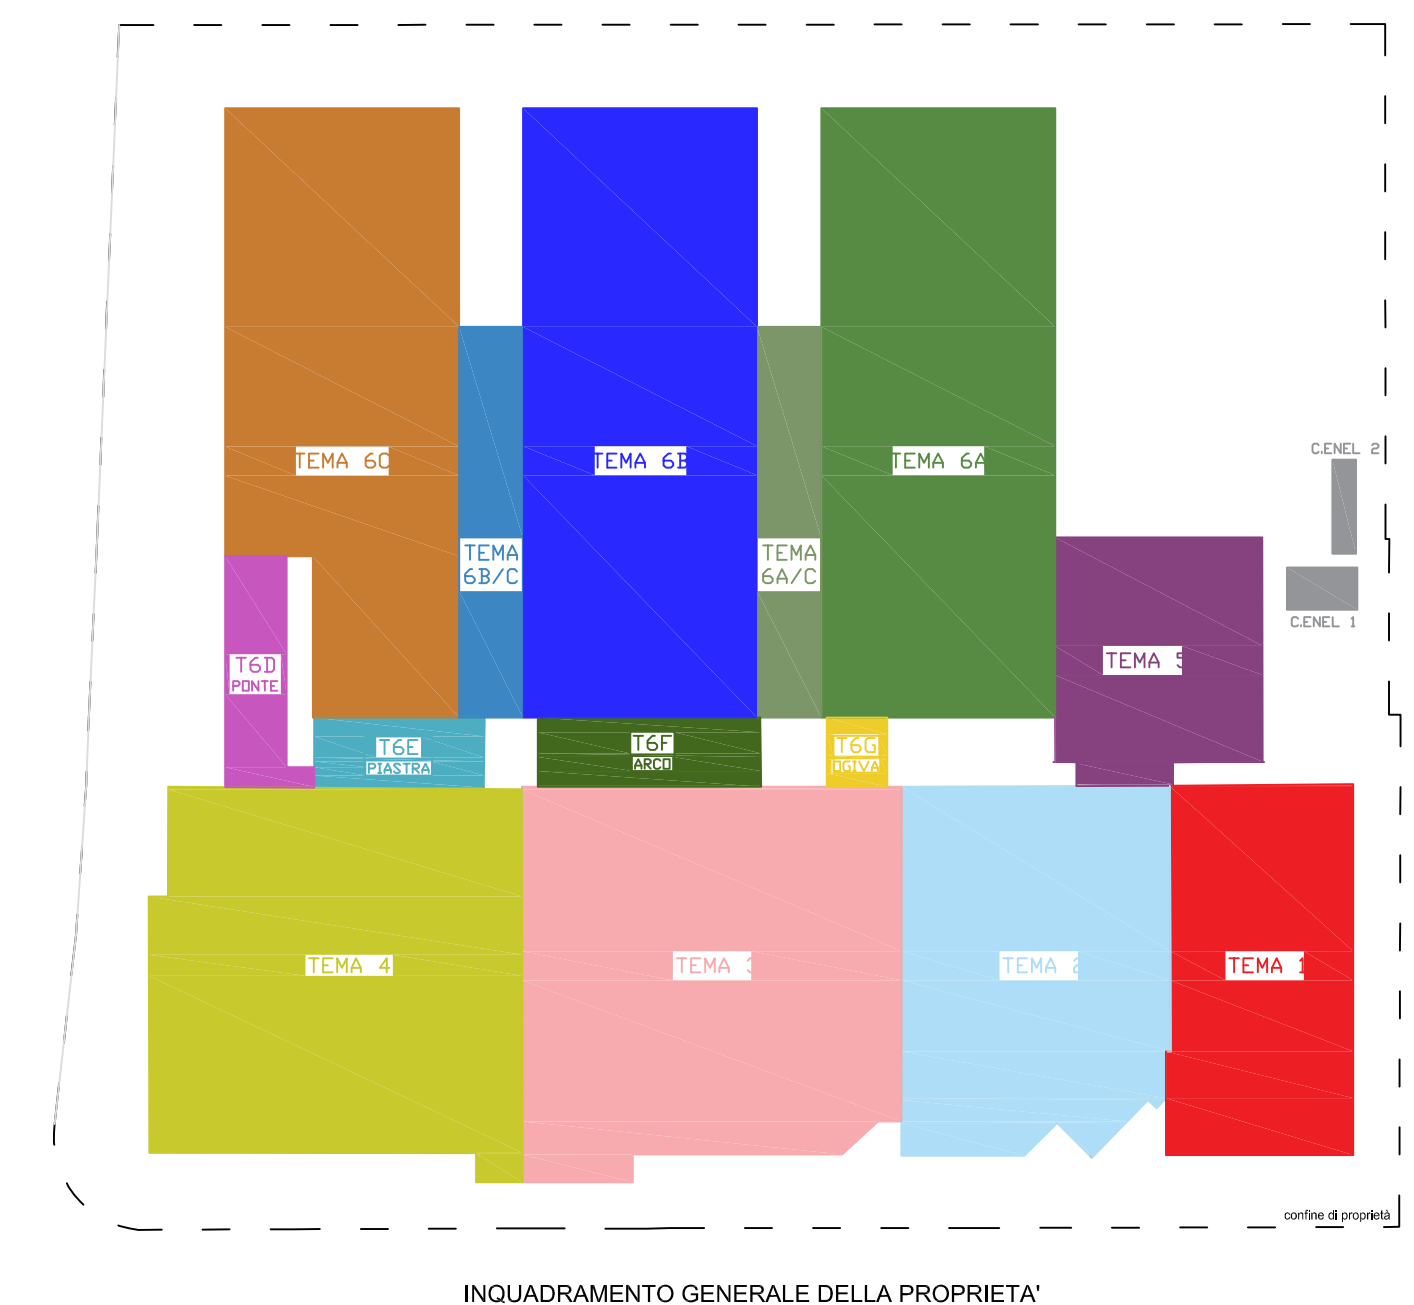 C.ENEL 2
TEMA 6C
TEMA 6B
TEMA 6A
TEMA
6B/C
TEMA
6A/C
C.ENEL 1
T6D
PONTE
TEMA 5
T6E
PIASTRA
T6F
ARCO
T6G
OGIVA
TEMA 4
TEMA 3
TEMA 2
TEMA 1
confine di proprietà
INQUADRAMENTO GENERALE DELLA PROPRIETA'